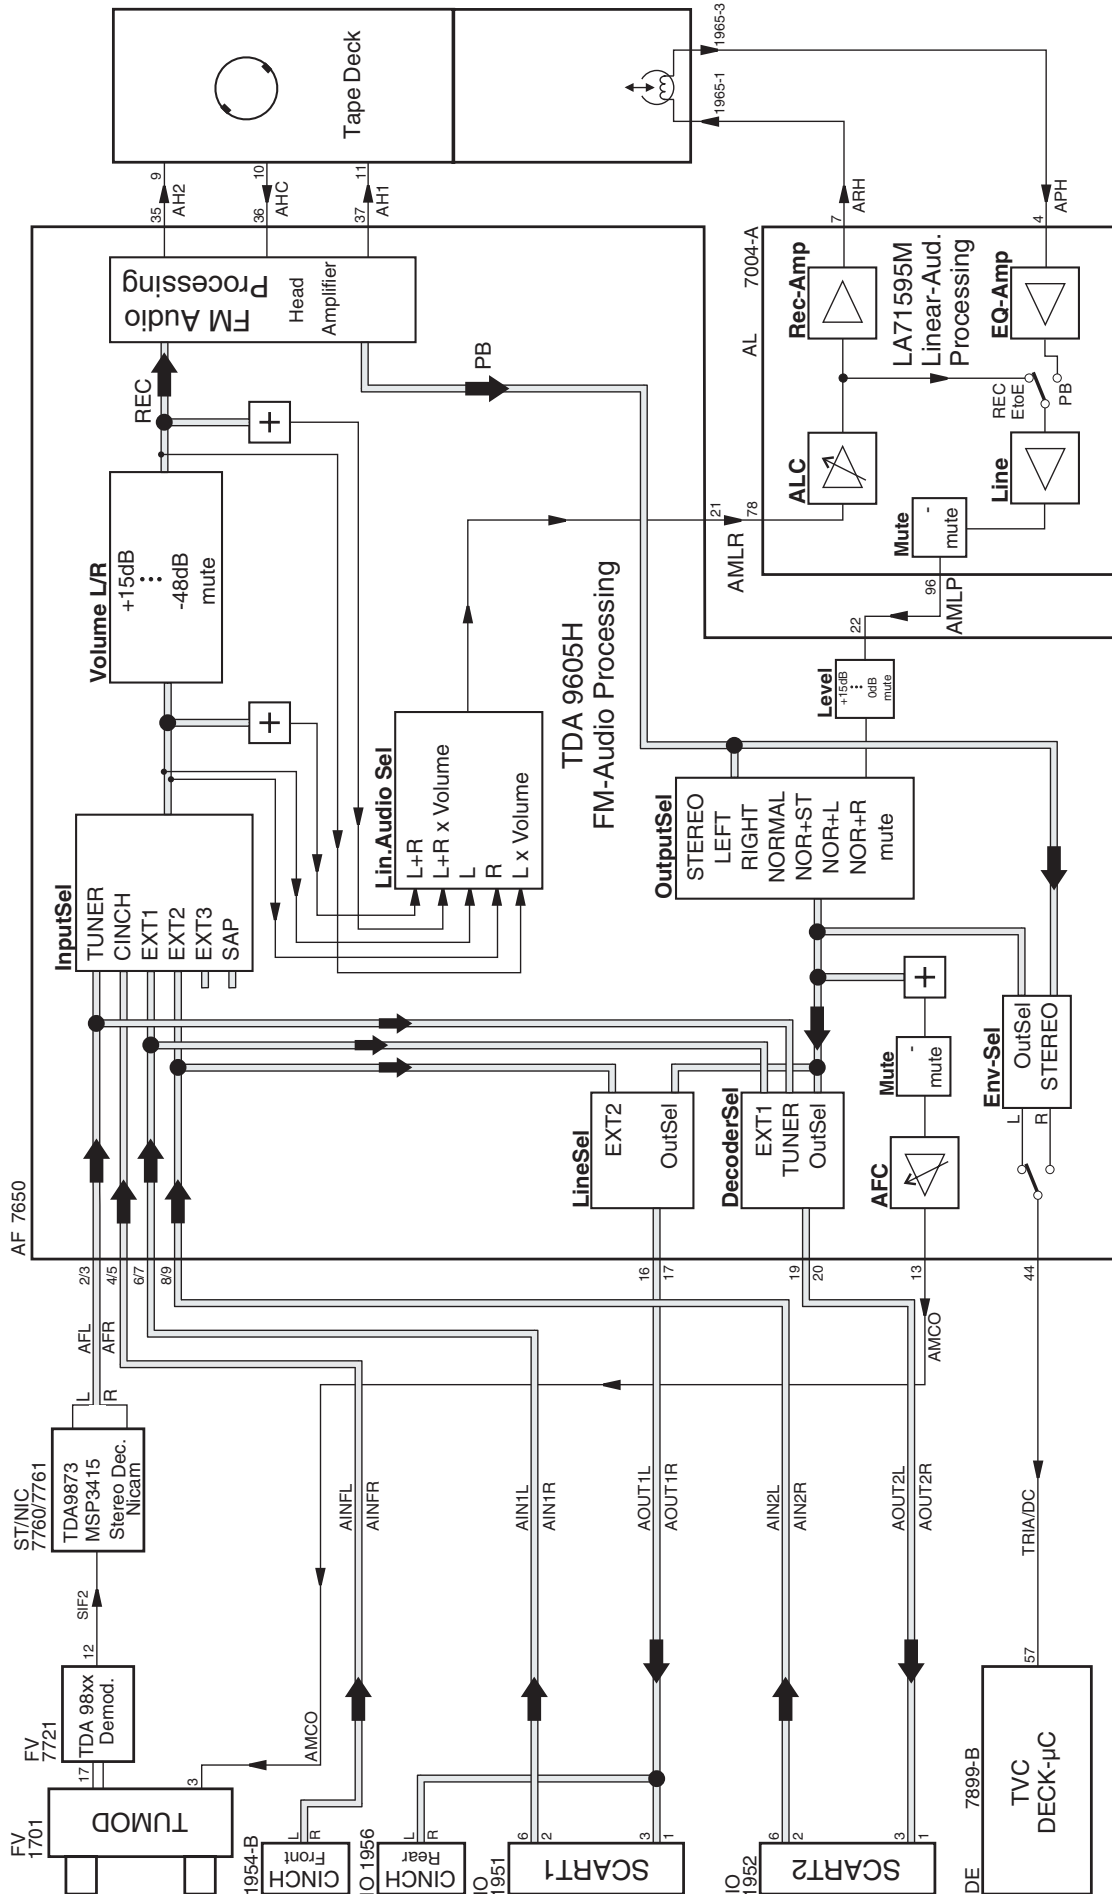 FV
1701
TUMOD
17
3
FV
7721
TDA 98xx
Demod.
12
SIF2
ST/NIC
7760/7761
TDA9873
MSP3415
Stereo Dec.
Nicam
L
R
AFL
AFR
2/3
4/5
6/7
8/9
AF 7650
InputSel
TUNER
CINCH
EXT1
EXT2
EXT3
SAP
Volume L/R
+15dB
-48dB
mute
REC
+
+
FM Audio
Processing
Head
Amplifier
PB
35
AH2
9
36
AHC
10
37
AH1
11
Tape Deck
1965-1
1965-3
Lin.Audio Sel
L+R
L+R x Volume
L
R
L x Volume
TDA 9605H
FM-Audio Processing
21
AMLR
78
AL
7004-A
LA71595M
Linear-Aud.
Processing
ALC
Rec-Amp
7
ARH
EQ-Amp
4
APH
REC
EtoE
PB
Line
Mute
-
mute
96
AMLP
22
Level
+15dB
0dB
mute
OutputSel
STEREO
LEFT
RIGHT
NORMAL
NOR+ST
NOR+L
NOR+R
mute
LineSel
EXT2
OutSel
16
17
DecoderSel
EXT1
TUNER
OutSel
19
20
+
Mute
-
mute
AFC
13
AMCO
Env-Sel
OutSel
STEREO
L
R
44
AMCO
1954-B
CINCH
Front
L
R
AINFL
AINFR
IO 1956
CINCH
Rear
L
R
IO
1951
SCART1
6
2
3
1
AIN1L
AIN1R
AOUT1L
AOUT1R
IO
1952
SCART2
6
2
3
1
AIN2L
AIN2R
AOUT2L
AOUT2R
DE
7899-B
TVC
DECK-µC
57
TRIA/DC